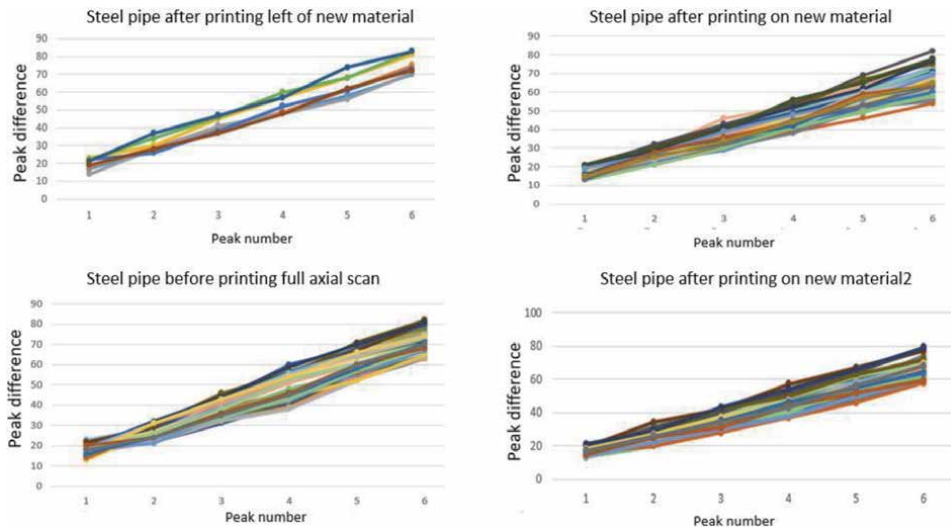 Steel pipe after printing left of new material
Peak difference
90
80
70
60
50
40
30
20
10
0
1 2 3 4 5 6
Peak number
Steel pipe after printing on new material
Peak difference
90
80
70
60
50
40
30
20
10
0
1 2 3 4 5 6
Peak number
Steel pipe before printing full axial scan
Peak difference
90
80
70
60
50
40
30
20
10
0
1 2 3 4 5 6
Peak number
Steel pipe after printing on new material2
Peak difference
100
80
60
40
20
0
1 2 3 4 5 6
Peak number